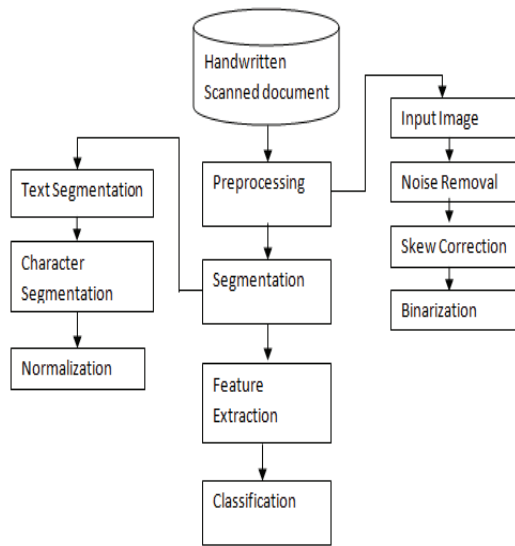 Handwritten
Scanned document
Input Image
Preprocessing
Noise Removal
Text Segmentation
Skew Correction
Character
Segmentation
Segmentation
Binarization
Normalization
Feature
Extraction
Classification